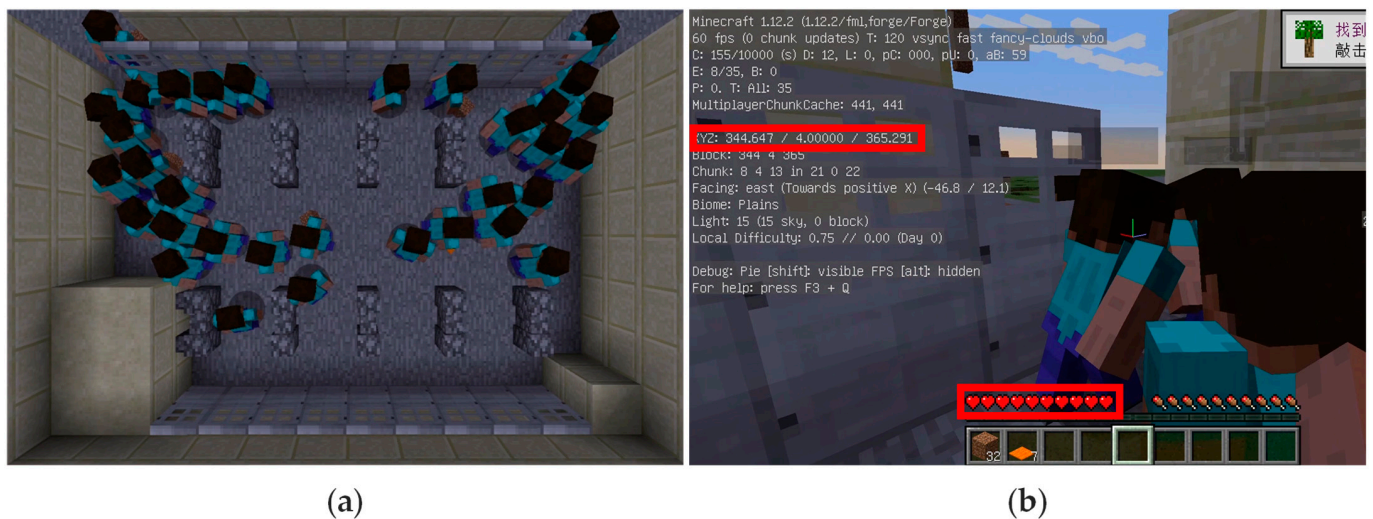 Minecraft 1.12.2 (1.12.2/fml,forge/Forge)
60 fps (0 chunk updates) T: 120 vsync fast fancy-clouds vbo
C: 155/10000 (s) D: 12, L: 0, pC: 000, pU: 0, aB: 59
E: 8/35, B: 0
P: 0. T: All: 35
MultiplayerChunkCache: 441, 441
XYZ: 344.647 / 4.00000 / 365.291
Block: 344 4 365
Chunk: 8 4 13 in 21 0 22
Facing: east (Towards positive X) (-46.8 / 12.1)
Biome: Plains
Light: 15 (15 sky, 0 block)
Local Difficulty: 0.75 // 0.00 (Day 0)
Debug: Pie [shift]: visible FPS [alt]: hidden
For help: press F3 + Q
找到
敲击
32
7
(a)
(b)